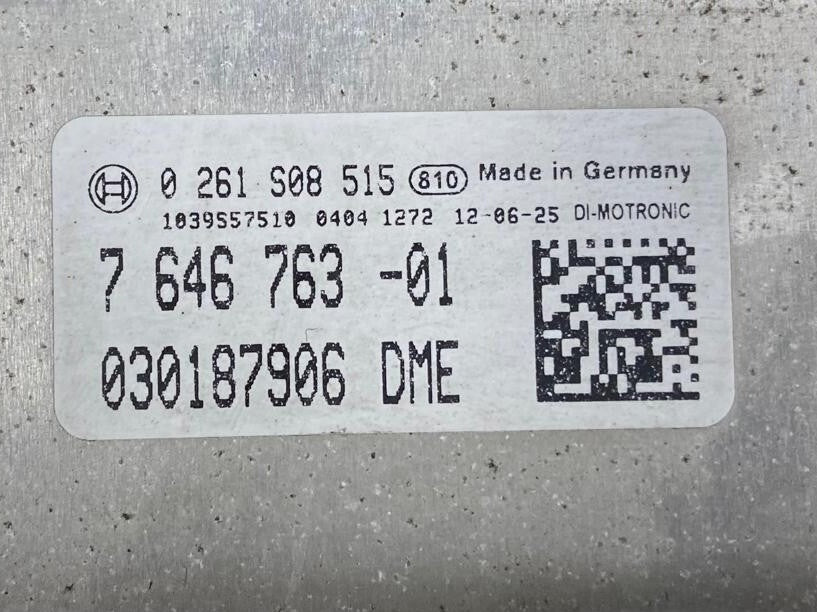 0 261 S08 515 810 Made in Germany
1039S57510 0404 1272 12-06-25 DI-MOTRONIC
7 646 763 -01
030187906 DME